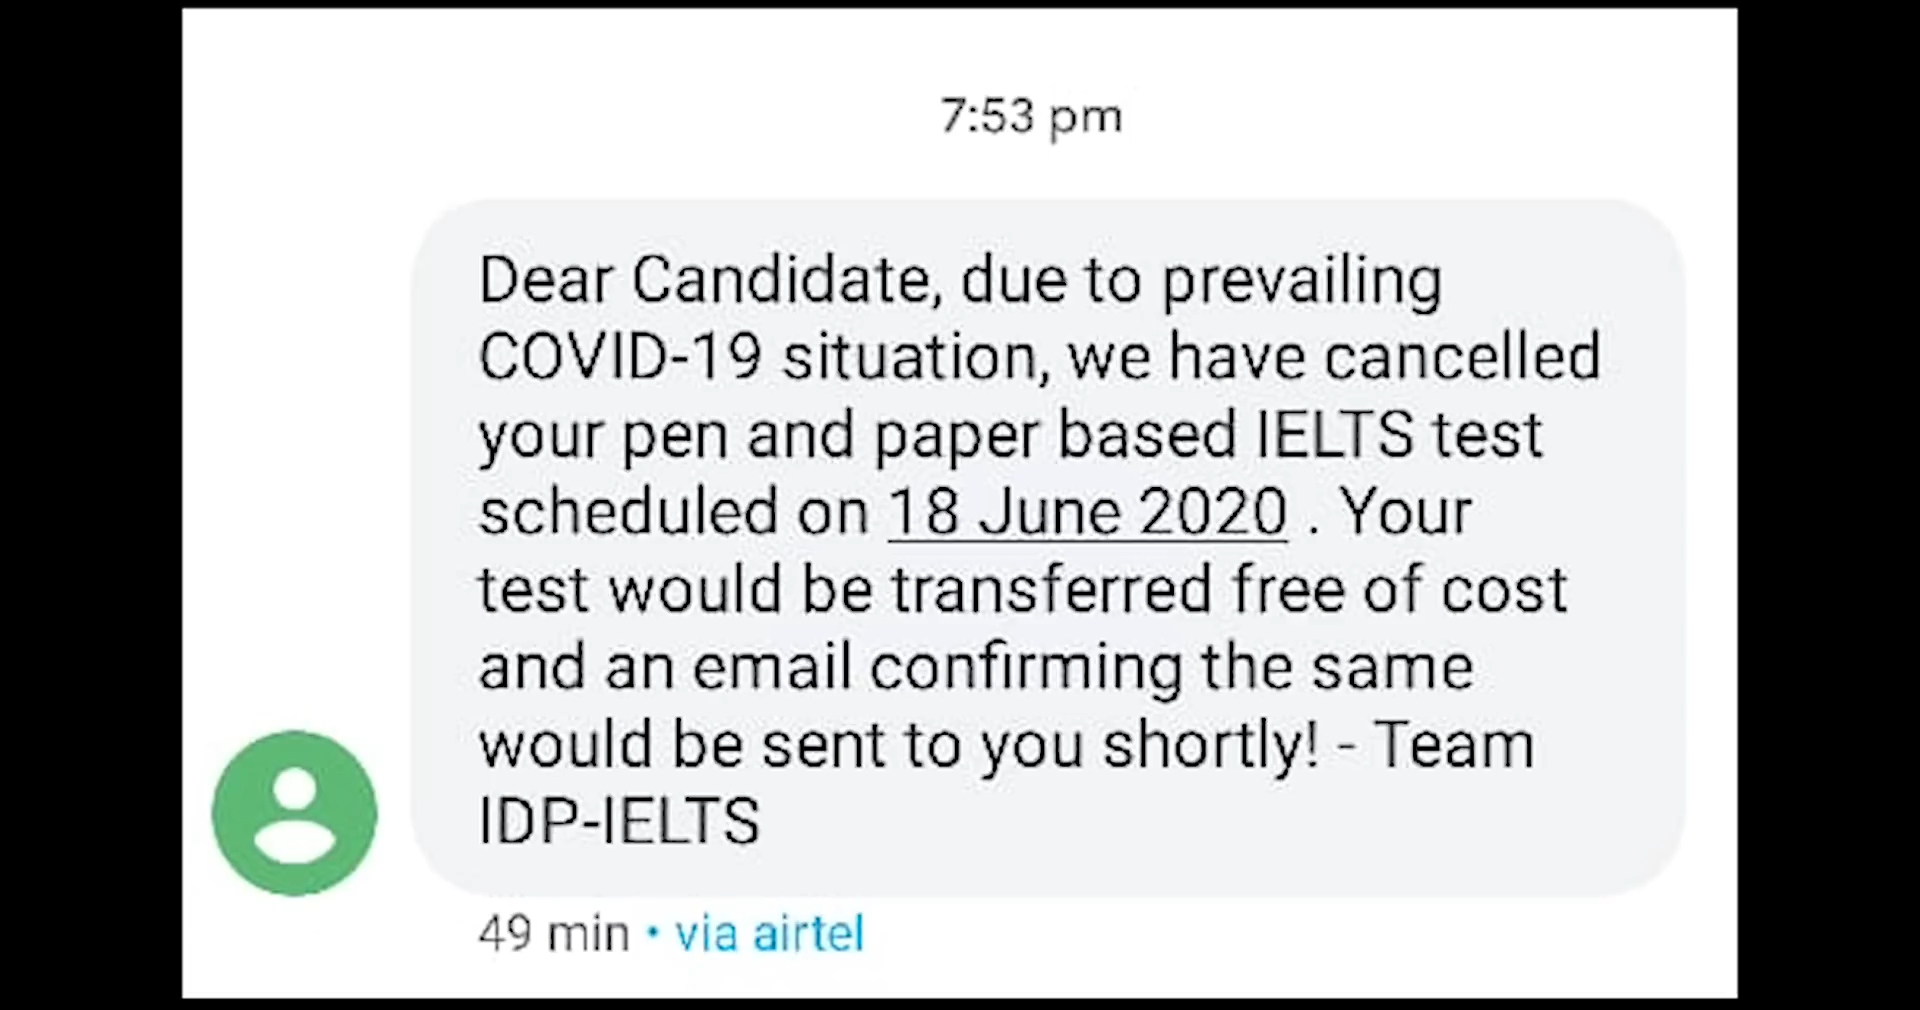 7:53 pm
Dear Candidate, due to prevailing
COVID-19 situation, we have cancelled
your pen and paper based IELTS test
scheduled on 18 June 2020 . Your
test would be transferred free of cost
and an email confirming the same
would be sent to you shortly! - Team
IDP-IELTS
49 min • via airtel